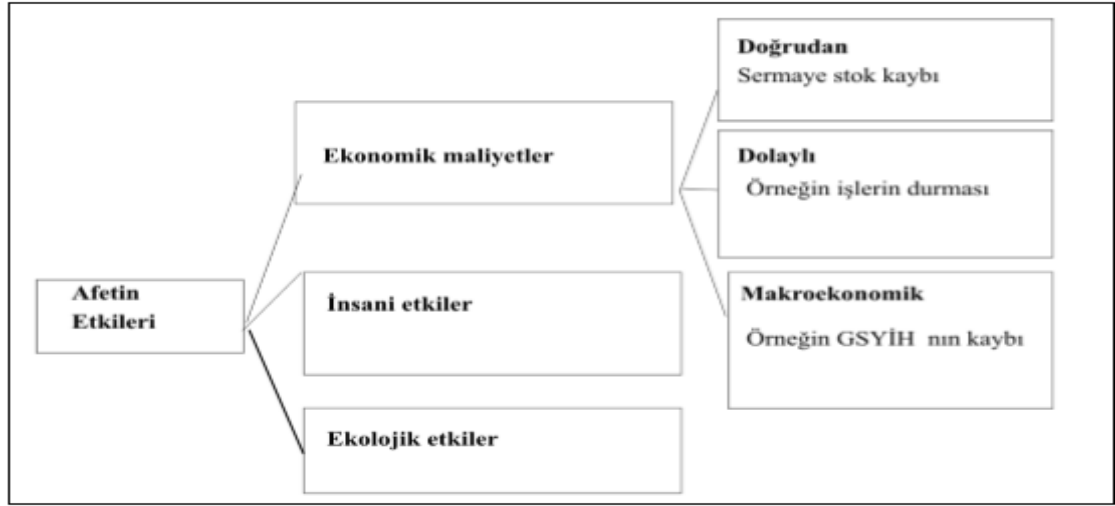 Afetin
Etkileri
Ekonomik maliyetler
İnsani etkiler
Ekolojik etkiler
Doğrudan
Sermaye stok kaybı
Dolaylı
Örneğin işlerin durması
Makroekonomik
Örneğin GSYİH nın kaybı